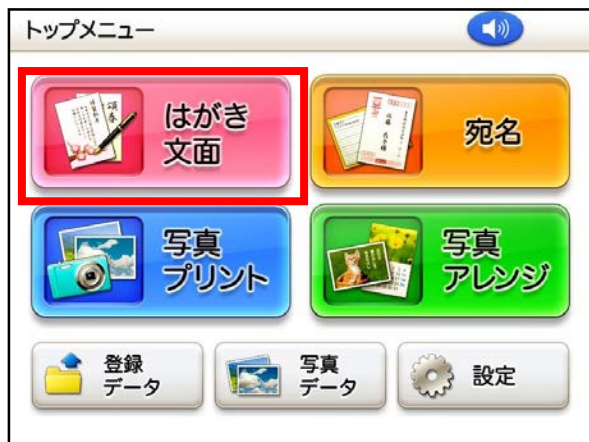 トップメニュー
はがき
文面
宛名
写真
プリント
写真
アレンジ
登録
データ
写真
データ
設定